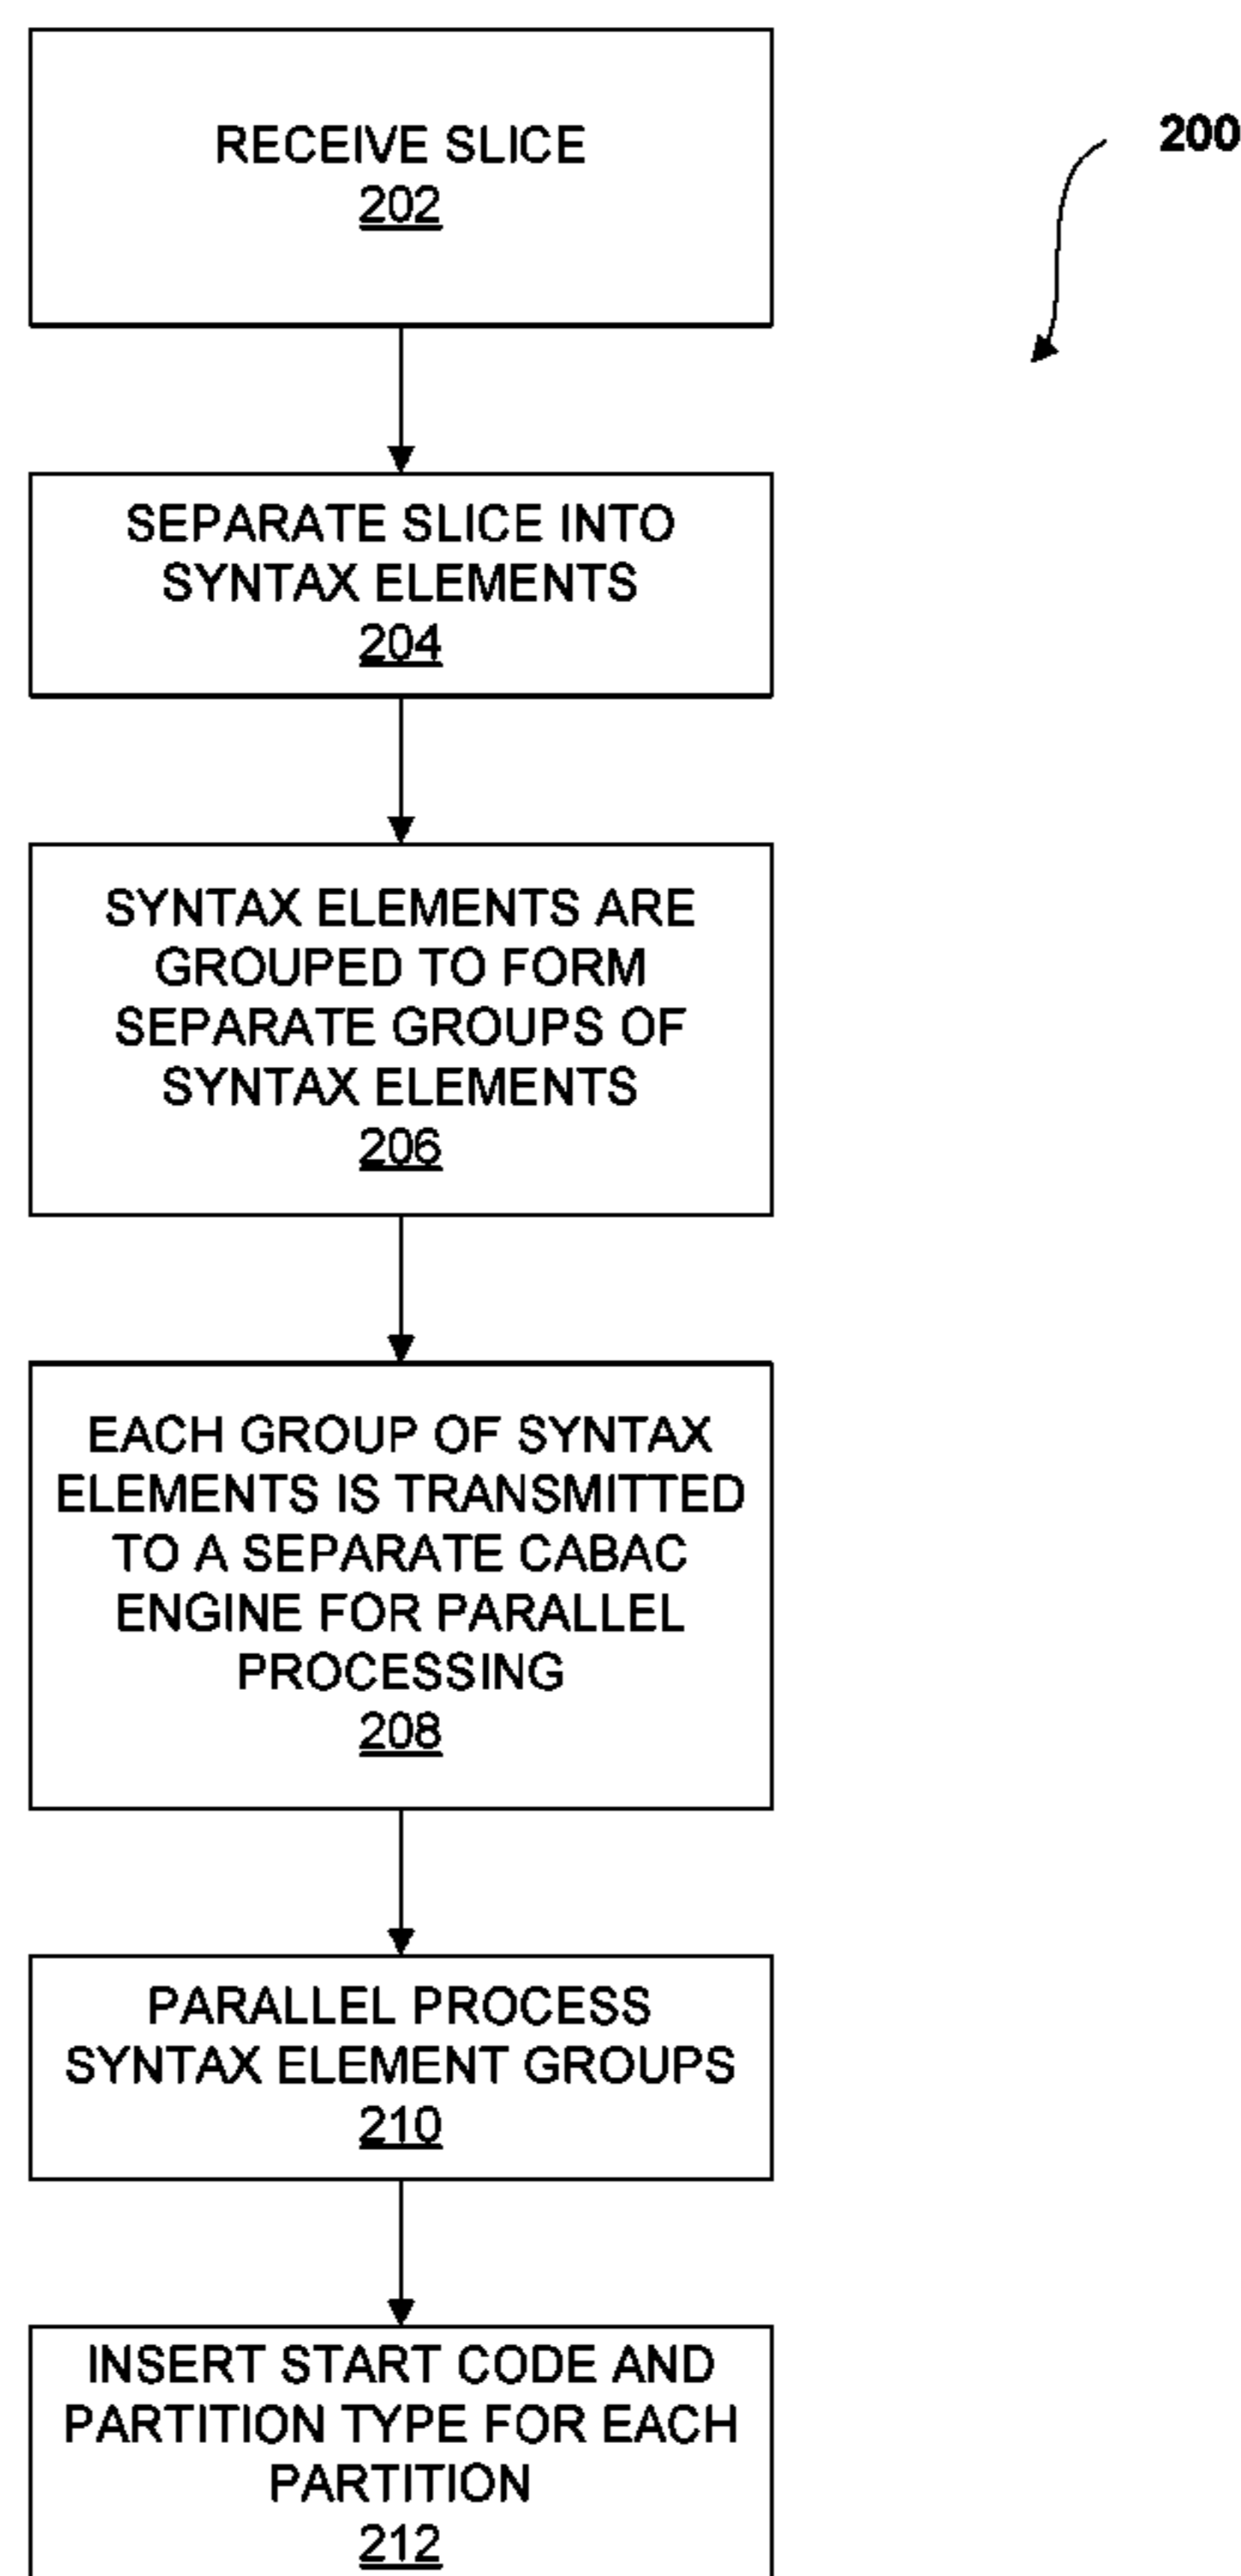 RECEIVE SLICE
202
200
SEPARATE SLICE INTO
SYNTAX ELEMENTS
204
SYNTAX ELEMENTS ARE
GROUPED TO FORM
SEPARATE GROUPS OF
SYNTAX ELEMENTS
206
EACH GROUP OF SYNTAX
ELEMENTS IS TRANSMITTED
TO A SEPARATE CABAC
ENGINE FOR PARALLEL
PROCESSING
208
PARALLEL PROCESS
SYNTAX ELEMENT GROUPS
210
INSERT START CODE AND
PARTITION TYPE FOR EACH
PARTITION
212